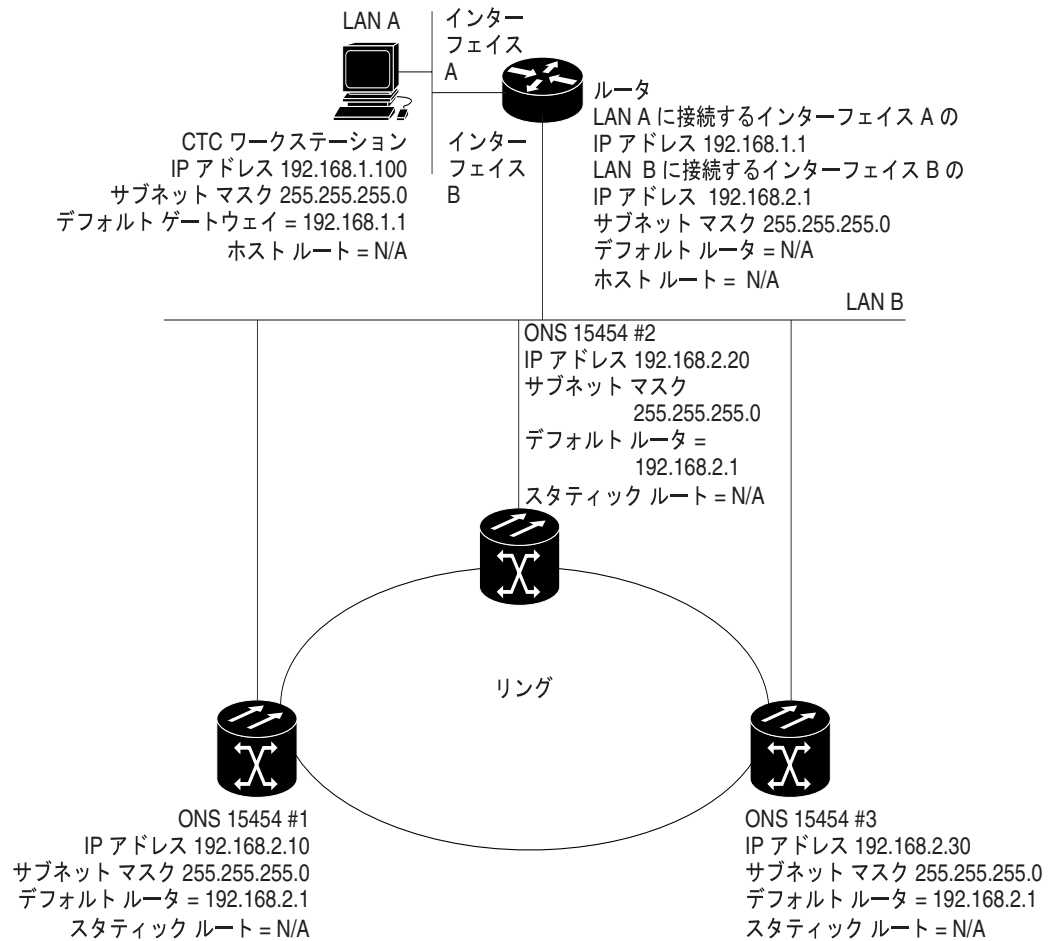 LAN A
インター
フェイス
A
インター
フェイス
B
CTC ワークステーション
IP アドレス 192.168.1.100
サブネット マスク 255.255.255.0
デフォルト ゲートウェイ = 192.168.1.1
ホスト ルート = N/A
ルータ
LAN A に接続するインターフェイス A の
IP アドレス 192.168.1.1
LAN B に接続するインターフェイス B の
IP アドレス 192.168.2.1
サブネット マスク 255.255.255.0
デフォルト ルータ = N/A
ホスト ルート = N/A
LAN B
ONS 15454 #2
IP アドレス 192.168.2.20
サブネット マスク
255.255.255.0
デフォルト ルータ =
192.168.2.1
スタティック ルート = N/A
リング
ONS 15454 #1
IP アドレス 192.168.2.10
サブネット マスク 255.255.255.0
デフォルト ルータ = 192.168.2.1
スタティック ルート = N/A
ONS 15454 #3
IP アドレス 192.168.2.30
サブネット マスク 255.255.255.0
デフォルト ルータ = 192.168.2.1
スタティック ルート = N/A